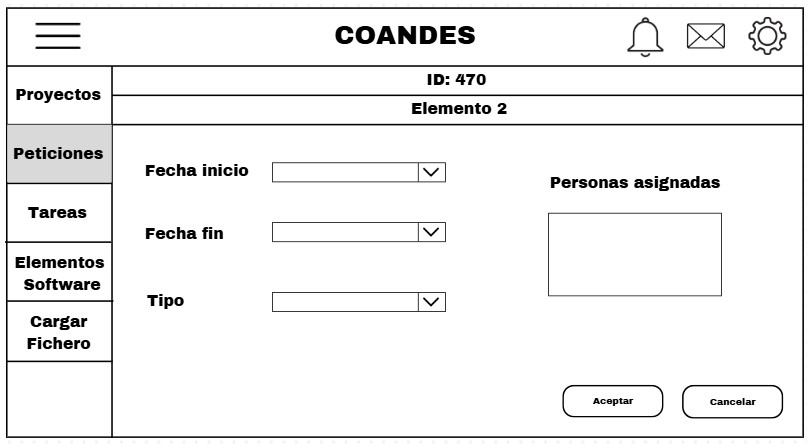 COANDES
ID: 470
Elemento 2
Proyectos
Peticiones
Tareas
Elementos
Software
Cargar
Fichero
Fecha inicio
Fecha fin
Tipo
Personas asignadas
Aceptar
Cancelar